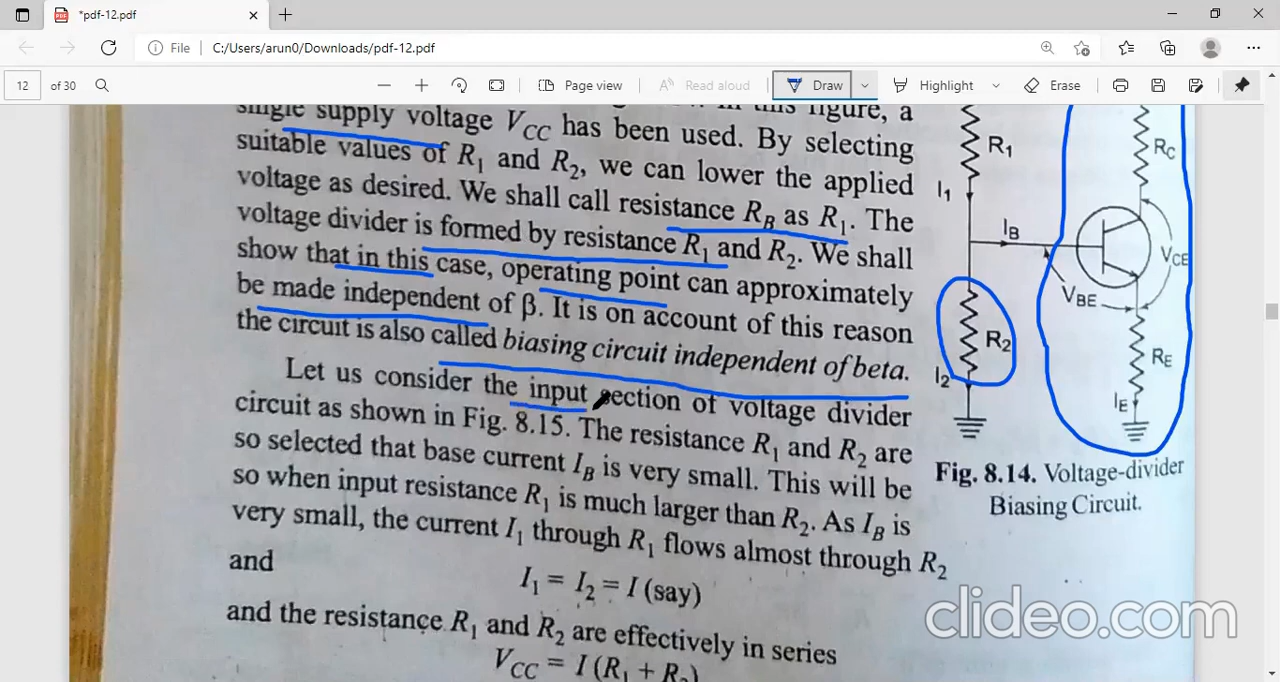 *pdf-12.pdf
File C:/Users/arun0/Downloads/pdf-12.pdf
12 of 30 Page view Read aloud Draw Highlight Erase
figure, a
single supply voltage VCC has been used. By selecting
suitable values of R1 and R2, we can lower the applied
voltage as desired. We shall call resistance RB as R1. The
voltage divider is formed by resistance R1 and R2. We shall
show that in this case, operating point can approximately
be made independent of β. It is on account of this reason
the circuit is also called biasing circuit independent of beta.
Let us consider the input section of voltage divider
circuit as shown in Fig. 8.15. The resistance R1 and R2 are
so selected that base current IB is very small. This will be
so when input resistance R1 is much larger than R2. As IB is
very small, the current I1 through R1 flows almost through R2
and
I1 = I2 = I (say)
and the resistance R1 and R2 are effectively in series
VCC = I (R1 + R2)
R1
RC
I1
IB
VCE
VBE
R2
RE
I2
IE
Fig. 8.14. Voltage-divider
Biasing Circuit.
clideo.com